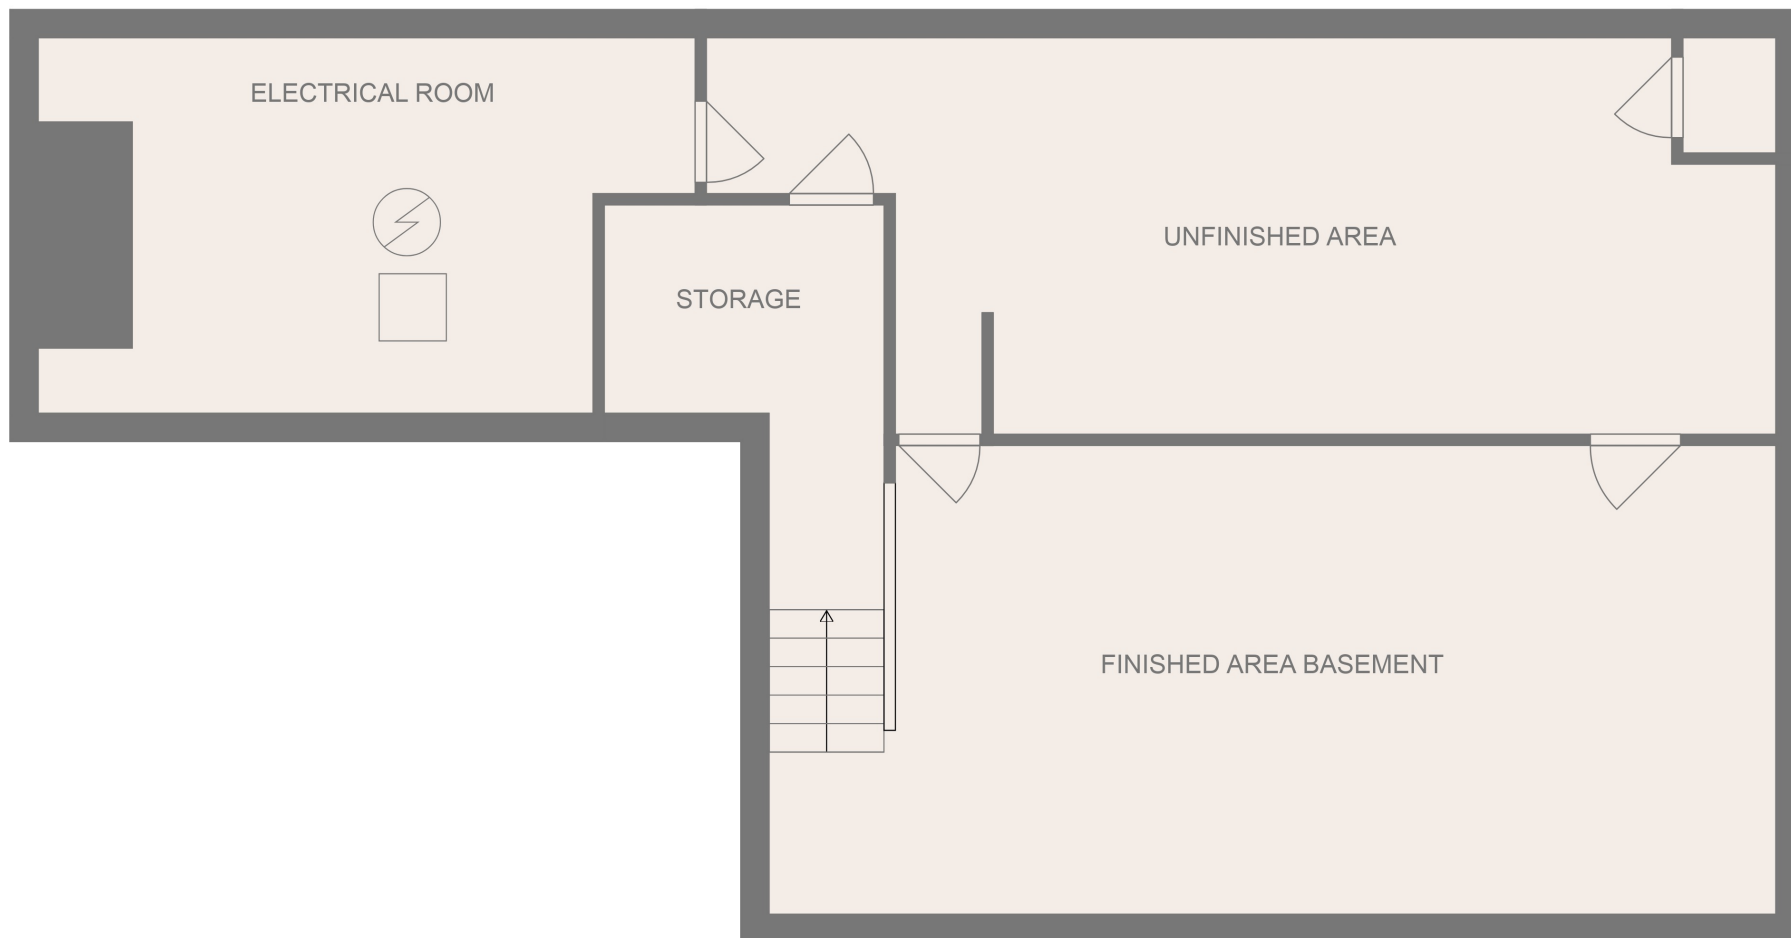 ELECTRICAL ROOM
UNFINISHED AREA
STORAGE
FINISHED AREA BASEMENT